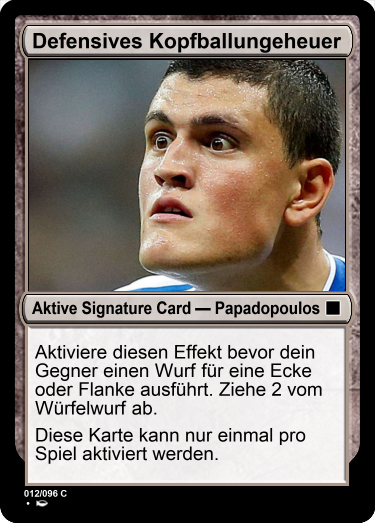 Defensives Kopfballungeheuer
Aktive Signature Card — Papadopoulos
Aktiviere diesen Effekt bevor dein
Gegner einen Wurf für eine Ecke
oder Flanke ausführt. Ziehe 2 vom
Würfelwurf ab.
Diese Karte kann nur einmal pro
Spiel aktiviert werden.
012/096 C